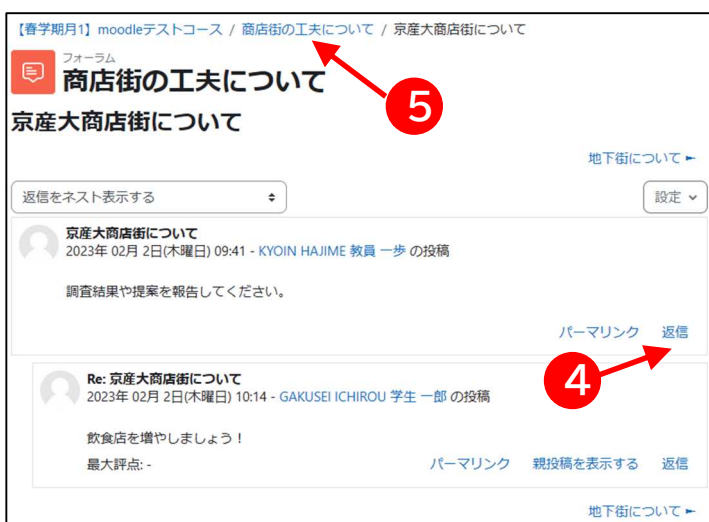 【春学期月1】moodleテストコース / 商店街の工夫について / 京産大商店街について
フォーラム
商店街の工夫について
5
京産大商店街について
地下街について ►
返信をネスト表示する
設定
京産大商店街について
2023年 02月 2日(木曜日) 09:41 - KYOIN HAJIME 教員 一歩 の投稿
調査結果や提案を報告してください。
パーマリンク 返信
4
Re: 京産大商店街について
2023年 02月 2日(木曜日) 10:14 - GAKUSEI ICHIROU 学生 一郎 の投稿
飲食店を増やしましょう！
最大評点: - パーマリンク 親投稿を表示する 返信
地下街について ►